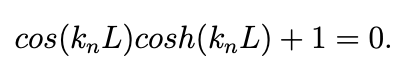 cos(kₙL)cosh(kₙL) + 1 = 0.